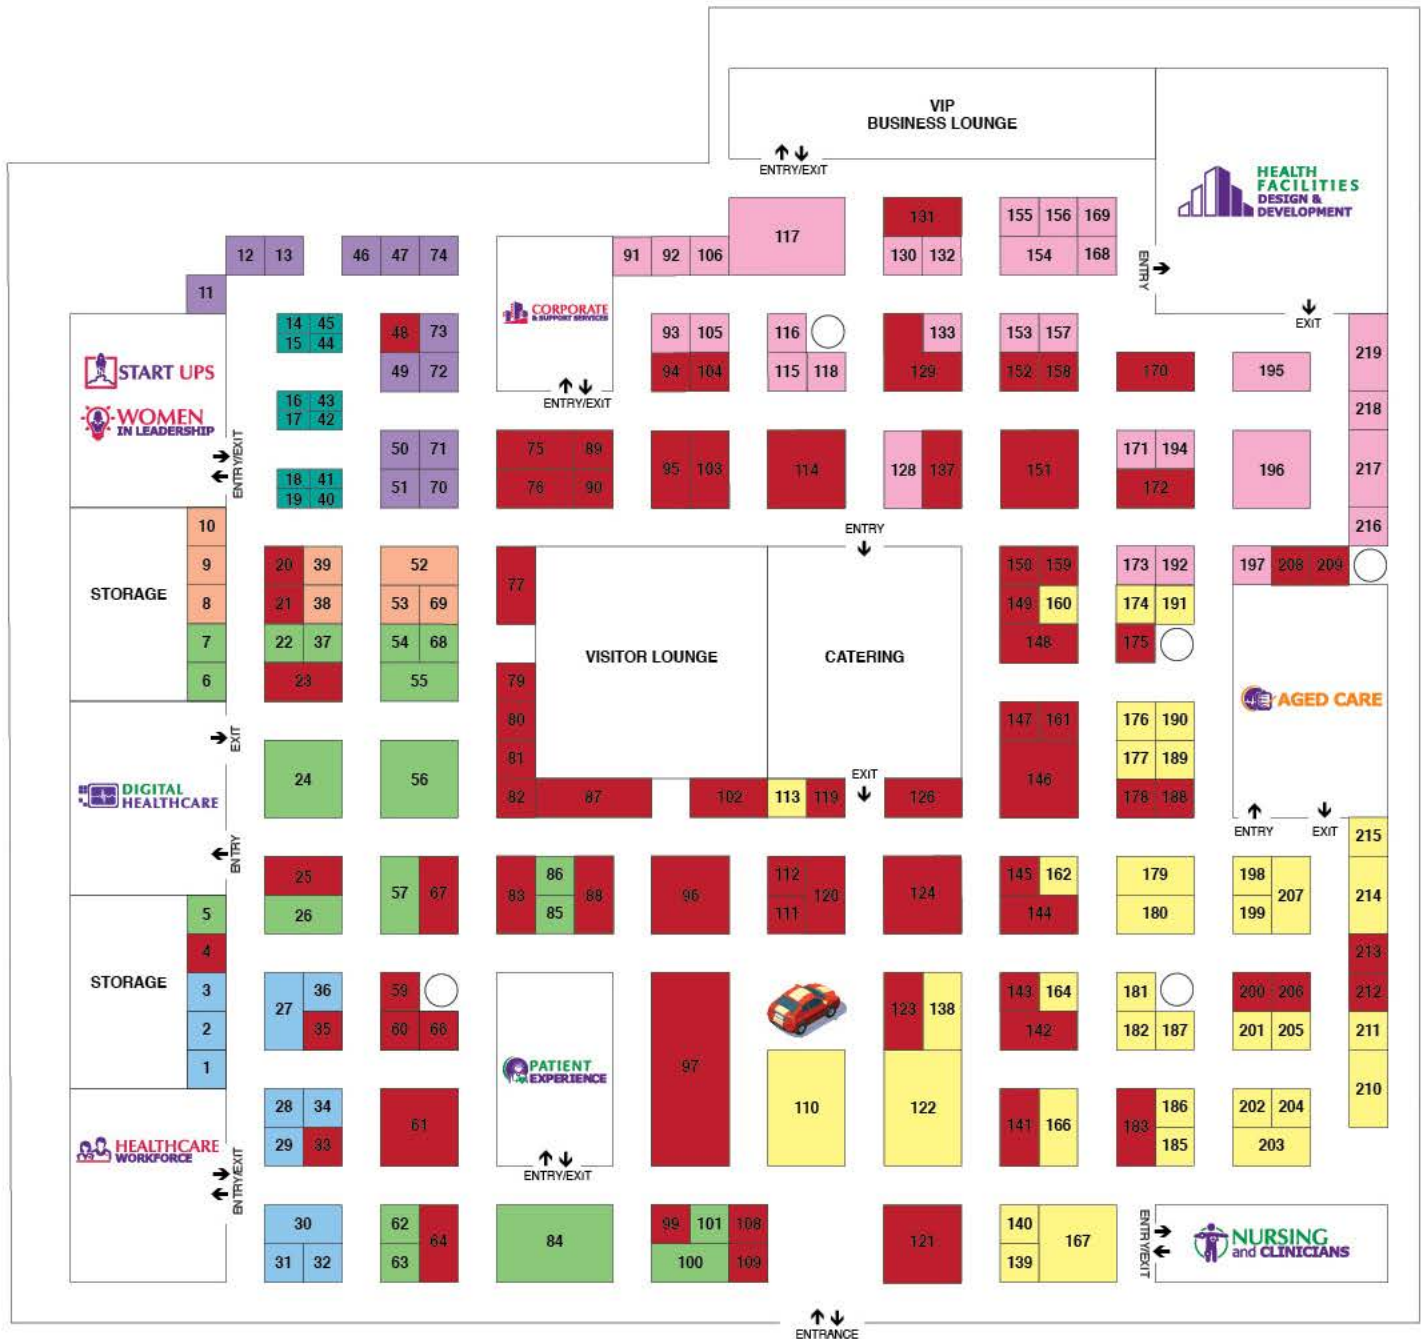 VIP
BUSINESS LOUNGE
ENTRY/EXIT
HEALTH
FACILITIES
DESIGN &
DEVELOPMENT
131
155 156 169
117
12 13 46 47 74 91 92 106 130 132 154 168
ENTRY
11
CORPORATE
& SUPPORT SERVICES
EXIT
14 45 48 73 93 105 116 133 153 157
15 44
219
START UPS
49 72 94 104 115 118 129 152 158 170 195
ENTRY/EXIT
16 43
17 42
218
WOMEN
IN LEADERSHIP
ENTRY/EXIT
50 71 75 89 171 194
95 103 114 128 137 151 196 217
18 41
19 40
51 70 76 90 172
10 216
ENTRY
STORAGE
9 20 39 52 77 150 159 173 192 197 208 209
8 21 38 53 69 149 160 174 191
7 22 37 54 68 148 175
VISITOR LOUNGE
CATERING
6 23 55 79
AGED CARE
80 147 161 176 190
EXIT
81 177 189
24 56 146
DIGITAL
HEALTHCARE
EXIT
82 87 102 113 119 126 178 188
ENTRY EXIT
215
ENTRY
25 86 112 145 162 179 198
57 67 83 88 96 120 124 207 214
5 26 85 111 144 180 199
4 213
STORAGE
3 36 59 143 164 181 200 206 212
27 123 138
2 35 60 66 142 182 187 201 205 211
1
PATIENT
EXPERIENCE
97
28 34 186 202 204 210
61 110 122 141 166 183
29 33 185 203
HEALTHCARE
WORKFORCE
ENTRY/EXIT
ENTRY/EXIT
30 62 99 101 108 140
64 84 121 167
31 32 63 100 109 139
ENTRY/EXIT
NURSING
and CLINICIANS
ENTRANCE